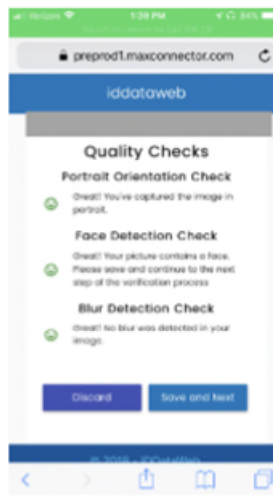 Verizon 1:39 PM 84%
preprod1.maxconnector.com
iddataweb
Quality Checks
Portrait Orientation Check
Great! You've captured the image in
portrait.
Face Detection Check
Great! Your picture contains a face.
Please save and continue to the next
step of the verification process
Blur Detection Check
Great! No blur was detected in your
image.
Discard Save and Next
© 2018 - IDDataWeb